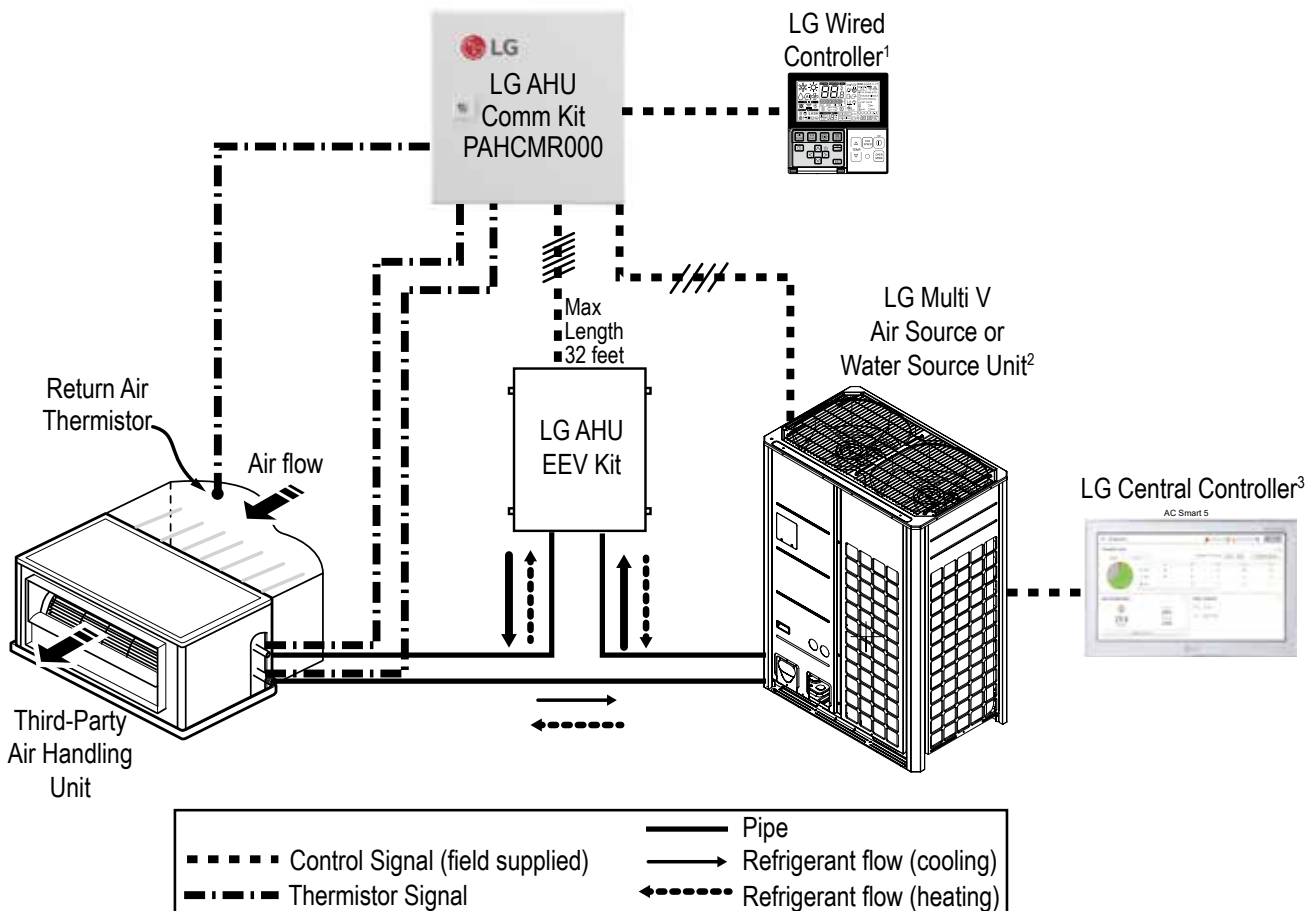 LG
LG AHU
Comm Kit
PAHCMR000
LG Wired
Controller¹
Max
Length
32 feet
LG Multi V
Air Source or
Water Source Unit²
Return Air
Thermistor
Air flow
LG AHU
EEV Kit
LG Central Controller³
AC Smart 5
Third-Party
Air Handling
Unit
Control Signal (field supplied)
Thermistor Signal
Pipe
Refrigerant flow (cooling)
Refrigerant flow (heating)